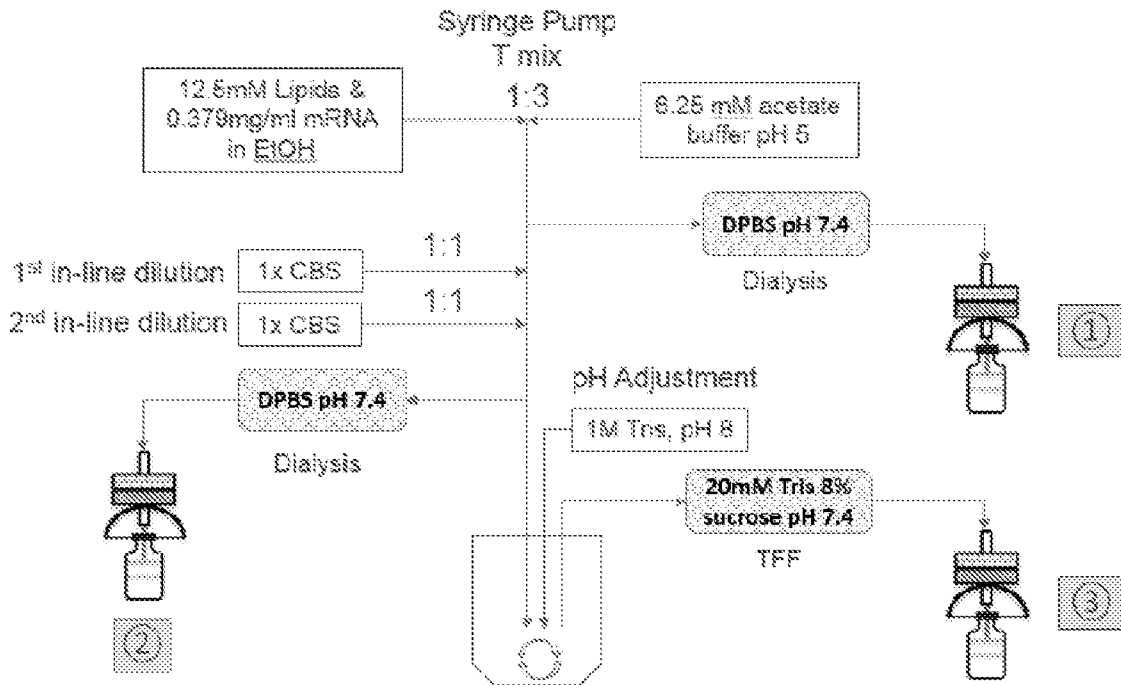 Syringe Pump
T mix
1:3
12.5mM Lipids &
0.379mg/ml mRNA
in EtOH
6.25 mM acetate
buffer pH 5
DPBS pH 7.4
Dialysis
①
1st in-line dilution
1x CBS
1:1
2nd in-line dilution
1x CBS
1:1
DPBS pH 7.4
Dialysis
②
pH Adjustment
1M Tris, pH 8
20mM Tris 8%
sucrose pH 7.4
TFF
③